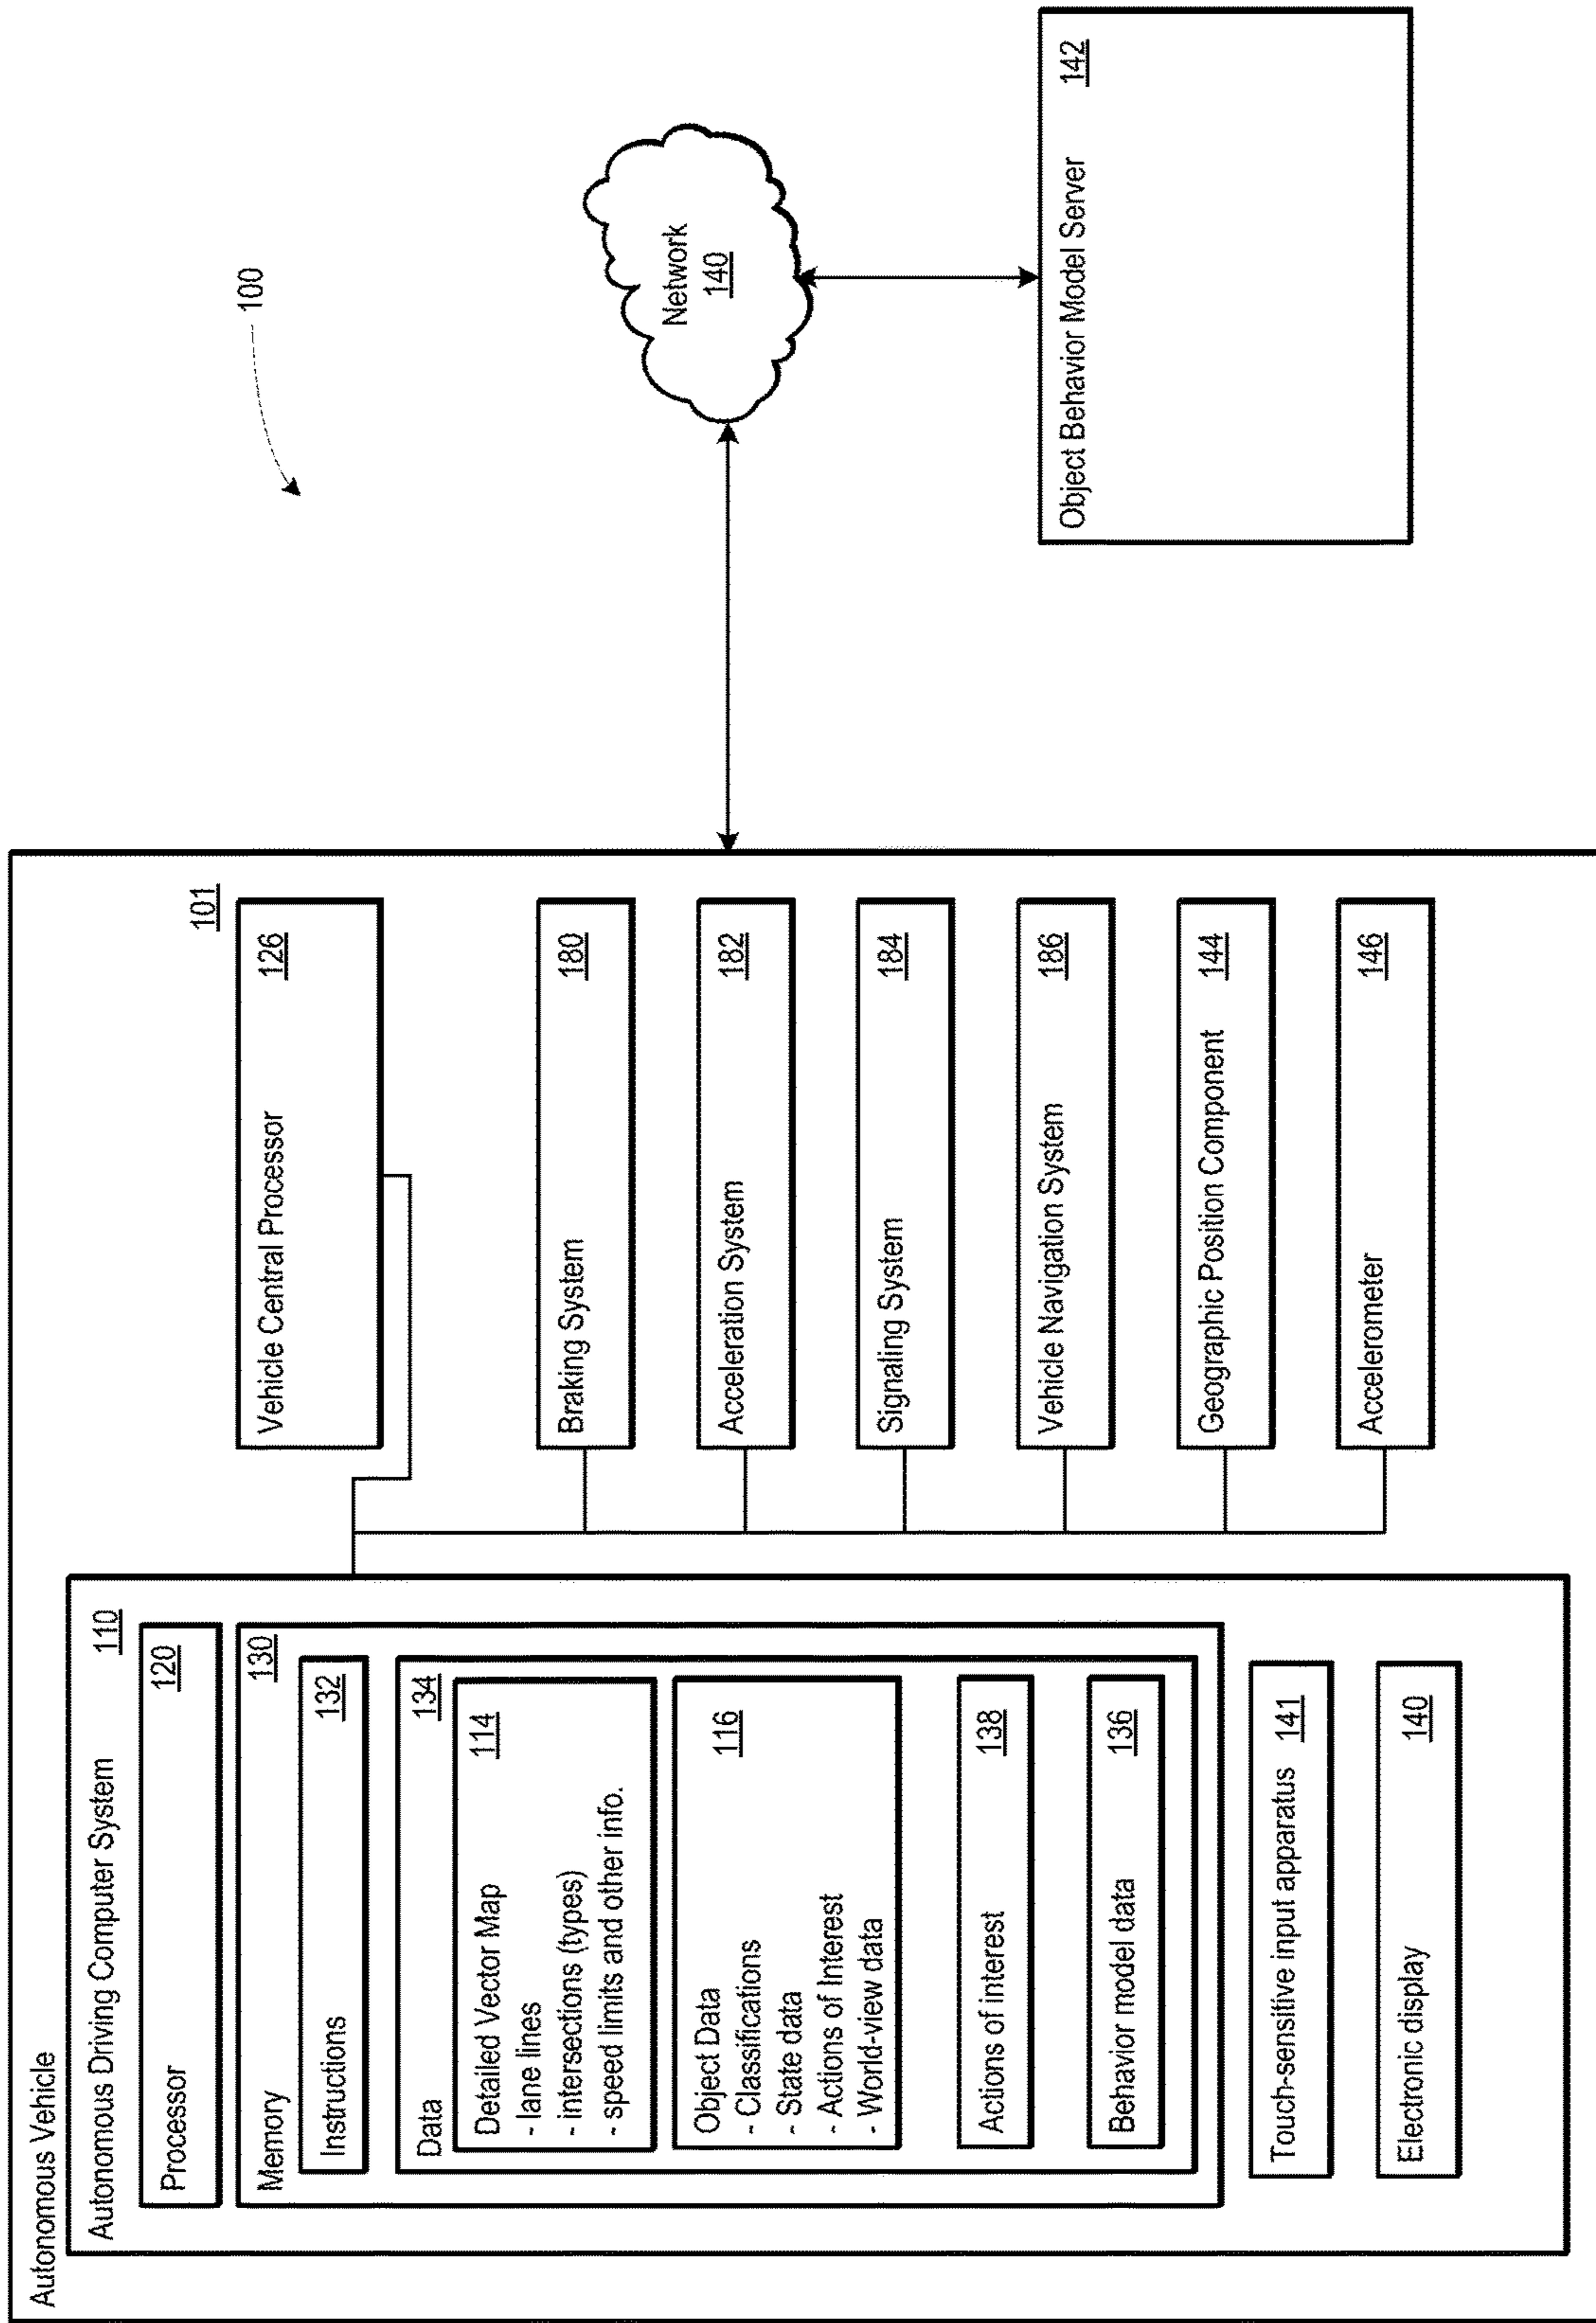 100
Autonomous Vehicle
101
Autonomous Driving Computer System 110
Processor 120
Memory 130
Instructions 132
Data 134
Detailed Vector Map 114
- lane lines
- intersections (types)
- speed limits and other info.
Object Data 116
- Classifications
- State data
- Actions of Interest
- World-view data
Actions of interest 138
Behavior model data 136
Touch-sensitive input apparatus 141
Electronic display 140
Vehicle Central Processor 126
Braking System 180
Acceleration System 182
Signaling System 184
Vehicle Navigation System 186
Geographic Position Component 144
Accelerometer 146
Network
140
Object Behavior Model Server 142